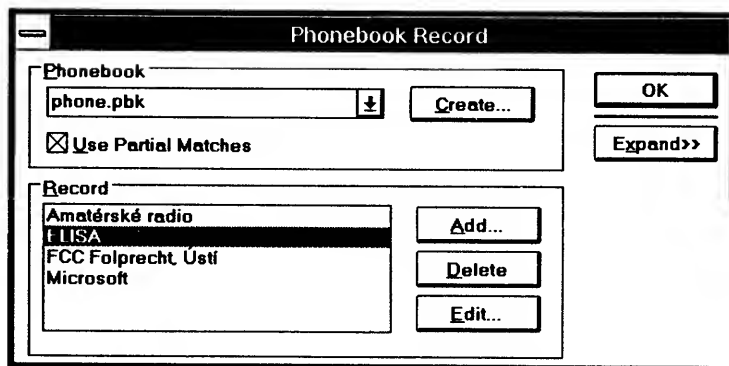 Phonebook Record
Phonebook
phone.pbk
Create...
OK
Use Partial Matches
Expand>>
Record
Amatérské radio
ELISA
FCC Folprecht, Ústí
Microsoft
Add...
Delete
Edit...